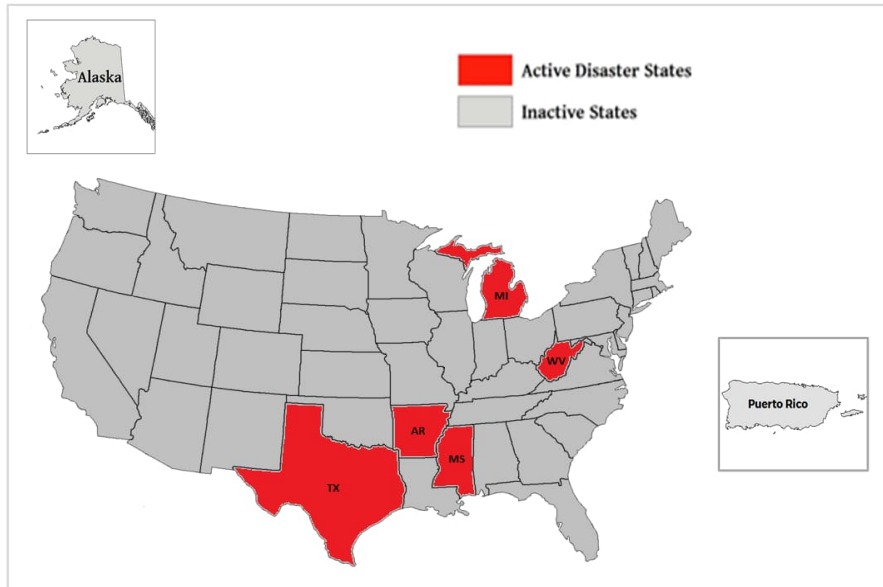 Alaska
Active Disaster States
Inactive States
MI
WV
Puerto Rico
AR
MS
TX